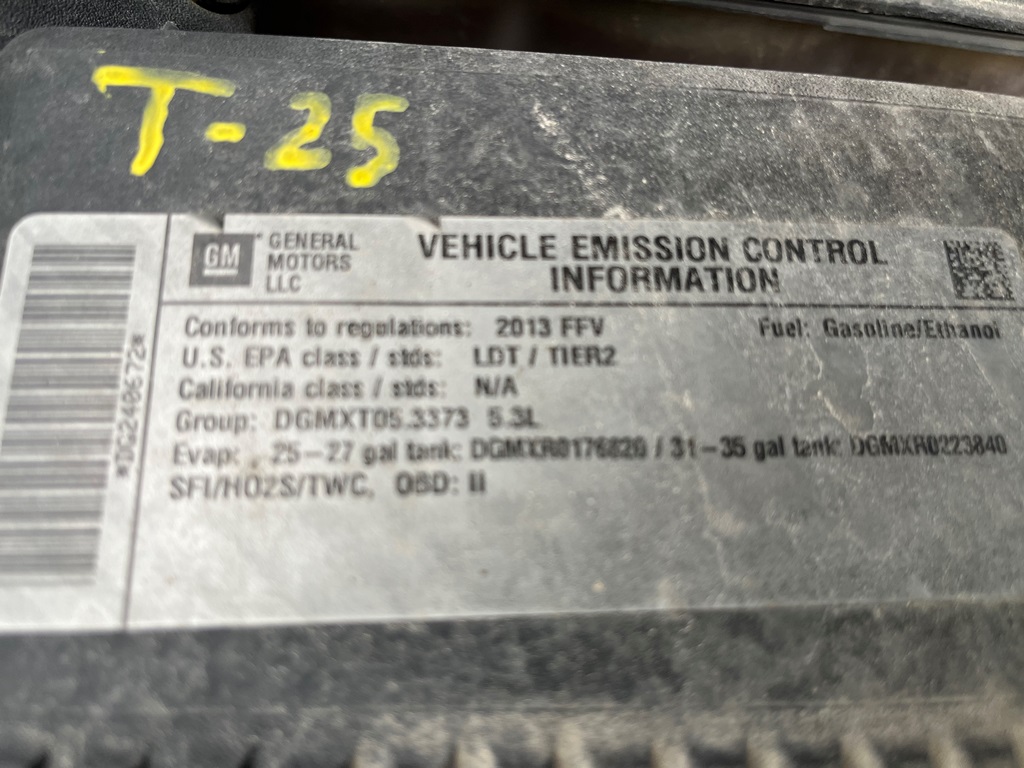 T-25
GM
GENERAL
MOTORS
LLC
VEHICLE EMISSION CONTROL
INFORMATION
Conforms to regulations: 2013 FFV
Fuel: Gasoline/Ethanol
U.S. EPA class / stds: LDT / TIER2
California class / stds: N/A
Group: DGMXT05.3373 5.3L
Evap: 25-27 gal tank: DGMXR0176820 / 31-35 gal tank: DGMXR0223840
SFI/HO2S/TWC, OBD: II
*DG240672*